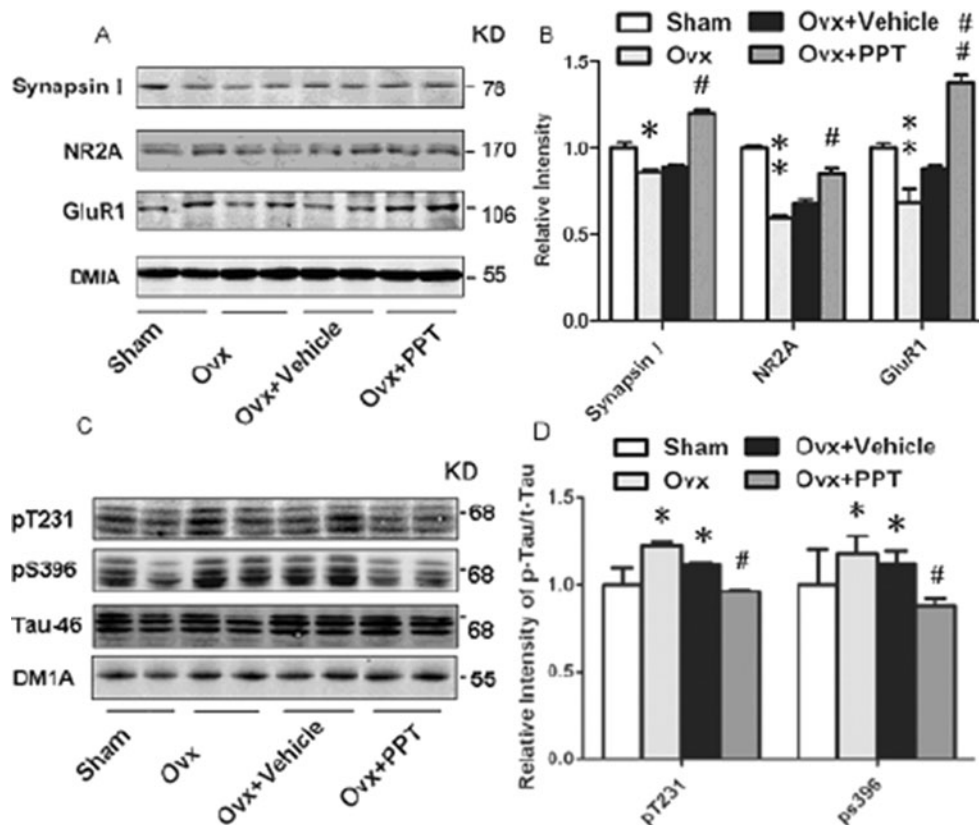 A
KD
Synapsin I
78
NR2A
170
GluR1
106
DMIA
55
Sham
Ovx
Ovx+Vehicle
Ovx+PPT
B
Sham
Ovx+Vehicle
Ovx
Ovx+PPT
#
#
*
#
*
*
#
*
*
Relative Intensity
1.5
1.0
0.5
0.0
Synapsin I
NR2A
GluR1
C
KD
pT231
68
pS396
68
Tau-46
68
DM1A
55
Sham
Ovx
Ovx+Vehicle
Ovx+PPT
D
Sham
Ovx+Vehicle
Ovx
Ovx+PPT
* * #
* * #
Relative Intensity of p-Tau/t-Tau
1.5
1.0
0.5
0.0
pT231
ps396